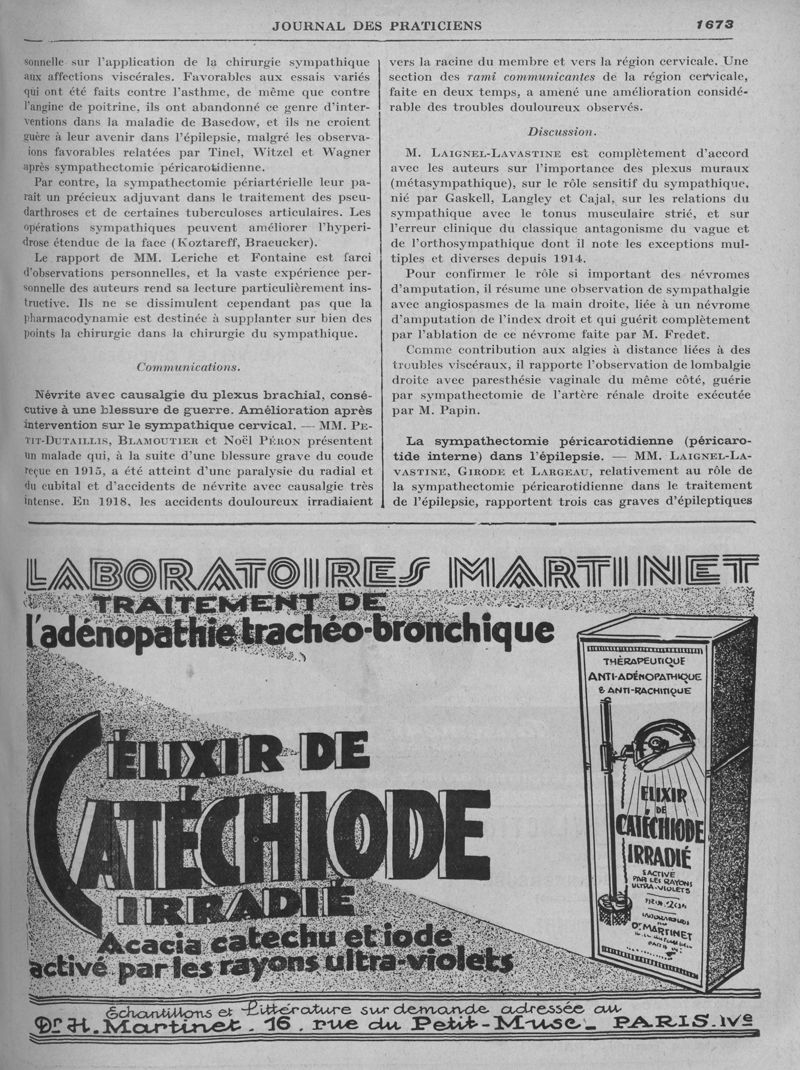 JOURNAL DES PRATICIENS 1673
sonnelle sur l'application de la chirurgie sympathique
aux affections viscérales. Favorables aux essais variés
qui ont été faits contre l'asthme, de même que contre
l'angine de poitrine, ils ont abandonné ce genre d'inter-
ventions dans la maladie de Basedow, et ils ne croient
guère à leur avenir dans l'épilepsie, malgré les observa-
ions favorables relatées par Tinel, Witzel et Wagner
après sympathectomie péricarotidienne.
Par contre, la sympathectomie périartérielle leur pa-
raît un précieux adjuvant dans le traitement des pseu-
darthroses et de certaines tuberculoses articulaires. Les
opérations sympathiques peuvent améliorer l'hyperi-
drose étendue de la face (Koztareff, Braeucker).
Le rapport de MM. Leriche et Fontaine est farci
d'observations personnelles, et la vaste expérience per-
sonnelle des auteurs rend sa lecture particulièrement ins-
tructive. Ils ne se dissimulent cependant pas que la
pharmacodynamie est destinée à supplanter sur bien des
points la chirurgie dans la chirurgie du sympathique.
Communications.
Névrite avec causalgie du plexus brachial, consé-
cutive à une blessure de guerre. Amélioration après
intervention sur le sympathique cervical. — MM. PE-
TIT-DUTAILLIS, BLAMOUTIER et Noël PÉRON présentent
un malade qui, à la suite d'une blessure grave du coude
reçue en 1915, a été atteint d'une paralysie du radial et
du cubital et d'accidents de névrite avec causalgie très
intense. En 1918, les accidents douloureux irradiaient
vers la racine du membre et vers la région cervicale. Une
section des rami communicantes de la région cervicale,
faite en deux temps, a amené une amélioration considé-
rable des troubles douloureux observés.
Discussion.
M. LAIGNEL-LAVASTINE est complètement d'accord
avec les auteurs sur l'importance des plexus muraux
(métasympathique), sur le rôle sensitif du sympathique,
nié par Gaskell, Langley et Cajal, sur les relations du
sympathique avec le tonus musculaire strié, et sur
l'erreur clinique du classique antagonisme du vague et
de l'orthosympathique dont il note les exceptions mul-
tiples et diverses depuis 1914.
Pour confirmer le rôle si important des névromes
d'amputation, il résume une observation de sympathalgie
avec angiospasmes de la main droite, liée à un névrome
d'amputation de l'index droit et qui guérit complètement
par l'ablation de ce névrome faite par M. Fredet.
Comme contribution aux algies à distance liées à des
troubles viscéraux, il rapporte l'observation de lombalgie
droite avec paresthésie vaginale du même côté, guérie
par sympathectomie de l'artère rénale droite exécutée
par M. Papin.
La sympathectomie péricarotidienne (péricaro-
tide interne) dans l'épilepsie. — MM. LAIGNEL-LA-
VASTINE, GIRODE et LARGEAU, relativement au rôle de
la sympathectomie péricarotidienne dans le traitement
de l'épilepsie, rapportent trois cas graves d'épileptiques
LABORATOIRES MARTINET
TRAITEMENT DE
l'adénopathie trachéo-bronchique
ÉLIXIR DE
CATÉCHIODE
IRRADIÉ
Acacia catechu et iode
activé par les rayons ultra-violets
THÉRAPEUTIQUE
ANTI-ADÉNOPATHIQUE
& ANTI-RACHITIQUE
ELIXIR
DE
CATÉCHIODE
IRRADIÉ
S'ACTIVE
PAR LES RAYONS
ULTRA-VIOLETS
Dr MARTINET
Échantillons et Littérature sur demande adressée au
Dr H. Martinet . 16 . rue du Petit-Musc _ PARIS . IVe